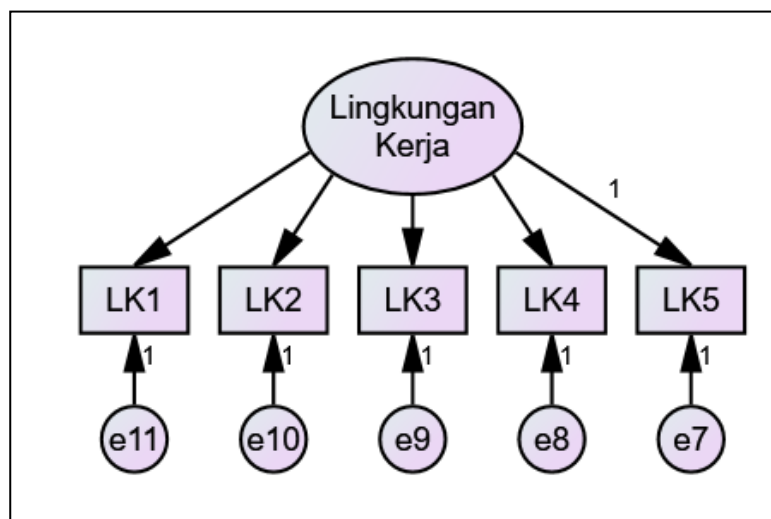 Lingkungan
Kerja
1
LK1 LK2 LK3 LK4 LK5
1 1 1 1 1
e11 e10 e9 e8 e7